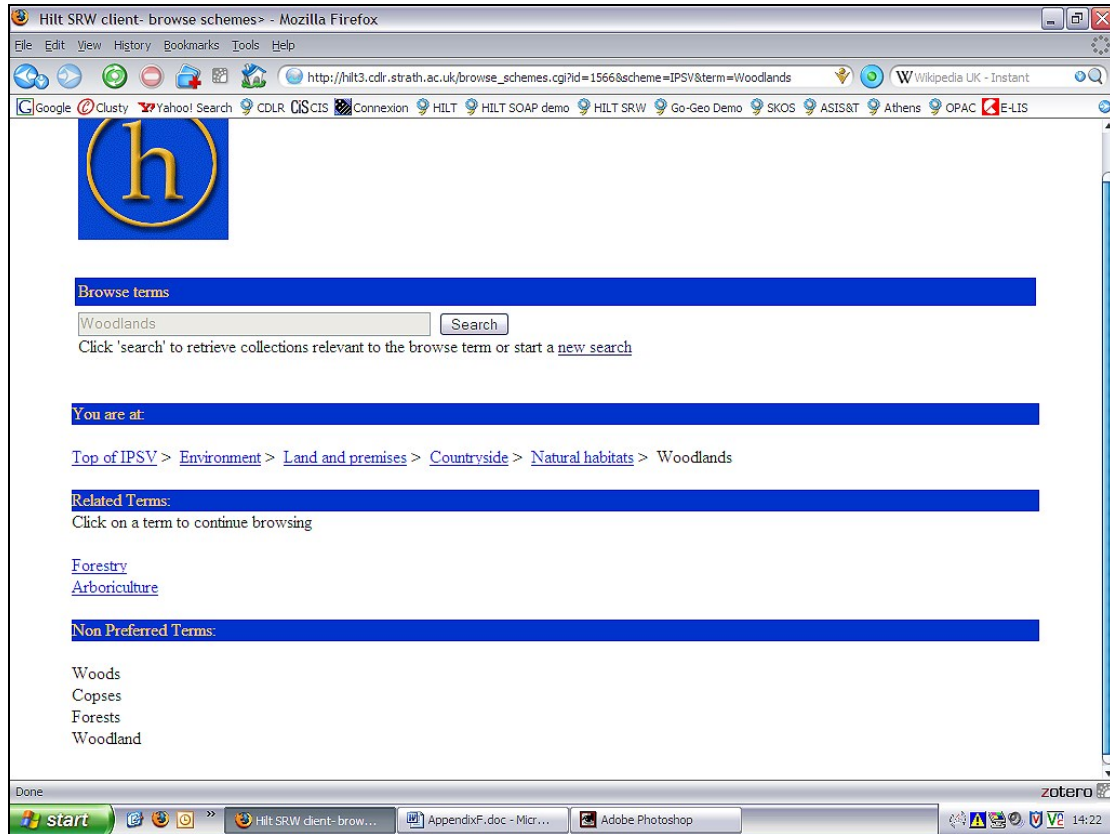 Hilt SRW client- browse schemes> - Mozilla Firefox
File Edit View History Bookmarks Tools Help
http://hilt3.cdlr.strath.ac.uk/browse_schemes.cgi?id=1566&scheme=IPSV&term=Woodlands W Wikipedia UK - Instant
G Google Clusty Y! Yahoo! Search CDLR CiS CIS Connexion HILT HILT SOAP demo HILT SRW Go-Geo Demo SKOS ASIS&T Athens OPAC E-LIS
h
Browse terms
Woodlands Search
Click 'search' to retrieve collections relevant to the browse term or start a new search
You are at:
Top of IPSV > Environment > Land and premises > Countryside > Natural habitats > Woodlands
Related Terms:
Click on a term to continue browsing
Forestry
Arboriculture
Non Preferred Terms:
Woods
Copses
Forests
Woodland
Done zotero
start » Hilt SRW client- brow... AppendixF.doc - Micr... Adobe Photoshop 14:22